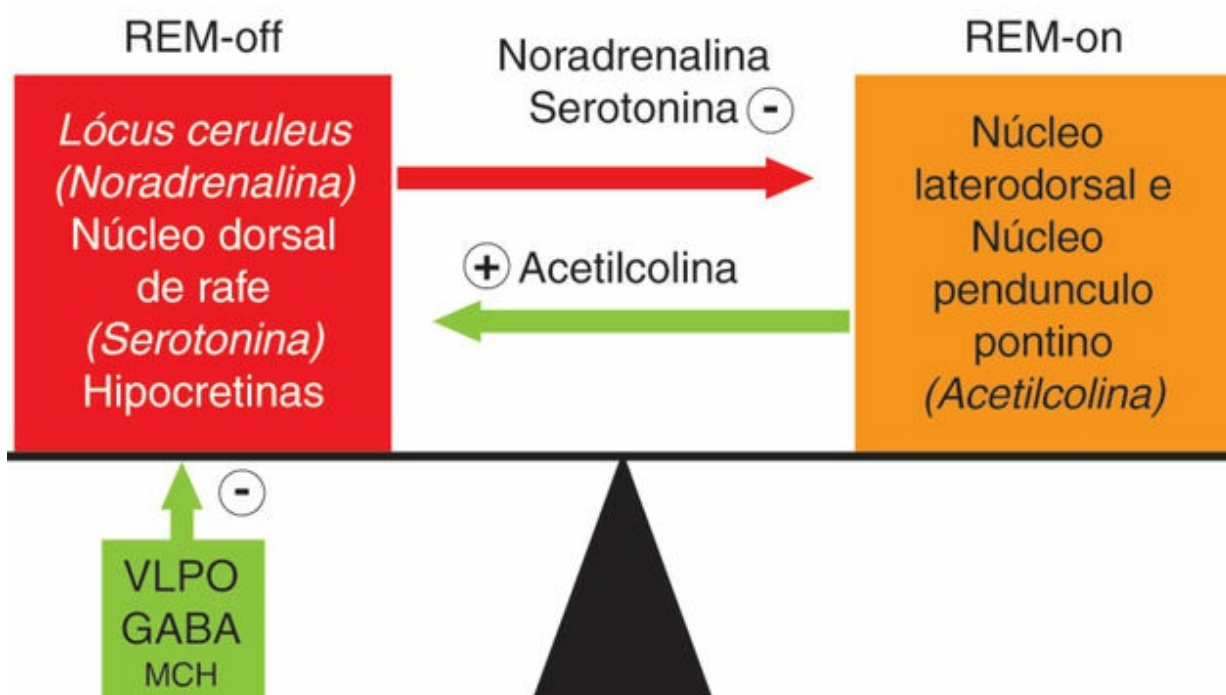 REM-off
Lócus ceruleus
(Noradrenalina)
Núcleo dorsal
de rafe
(Serotonina)
Hipocretinas
Noradrenalina
Serotonina -
+ Acetilcolina
REM-on
Núcleo
laterodorsal e
Núcleo
pendunculo
pontino
(Acetilcolina)
-
VLPO
GABA
MCH